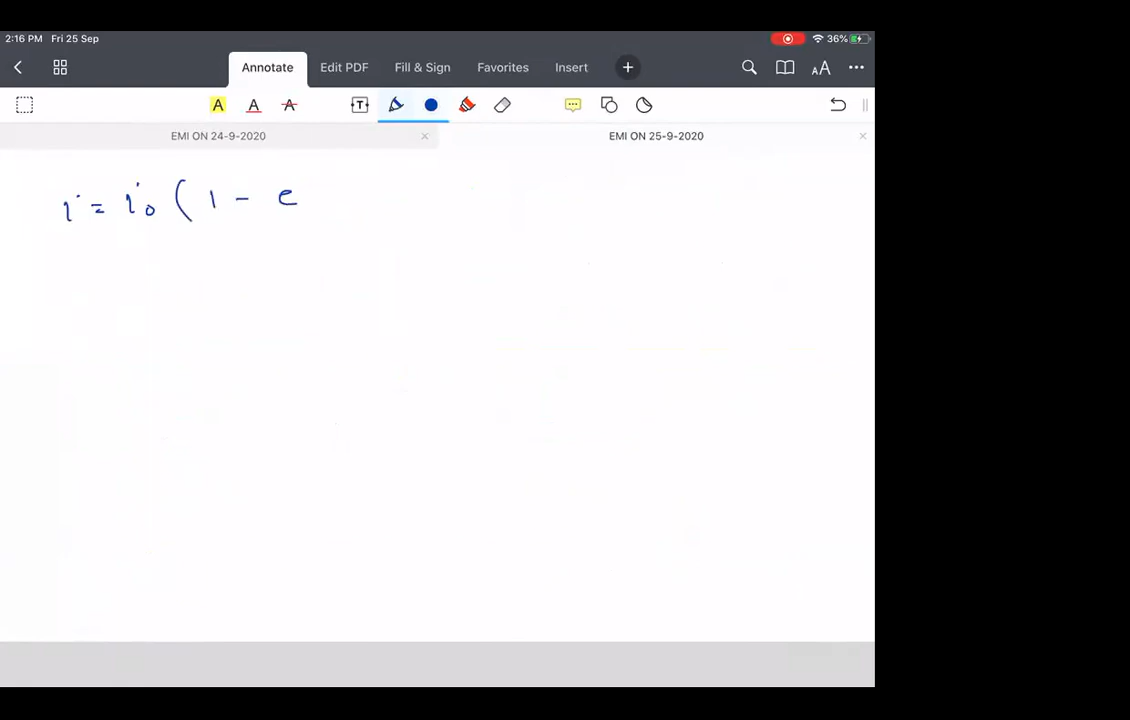 2:16 PM Fri 25 Sep 36%
Annotate Edit PDF Fill & Sign Favorites Insert
A A A T AA
EMI ON 24-9-2020 EMI ON 25-9-2020
i = i₀ ( 1 - e